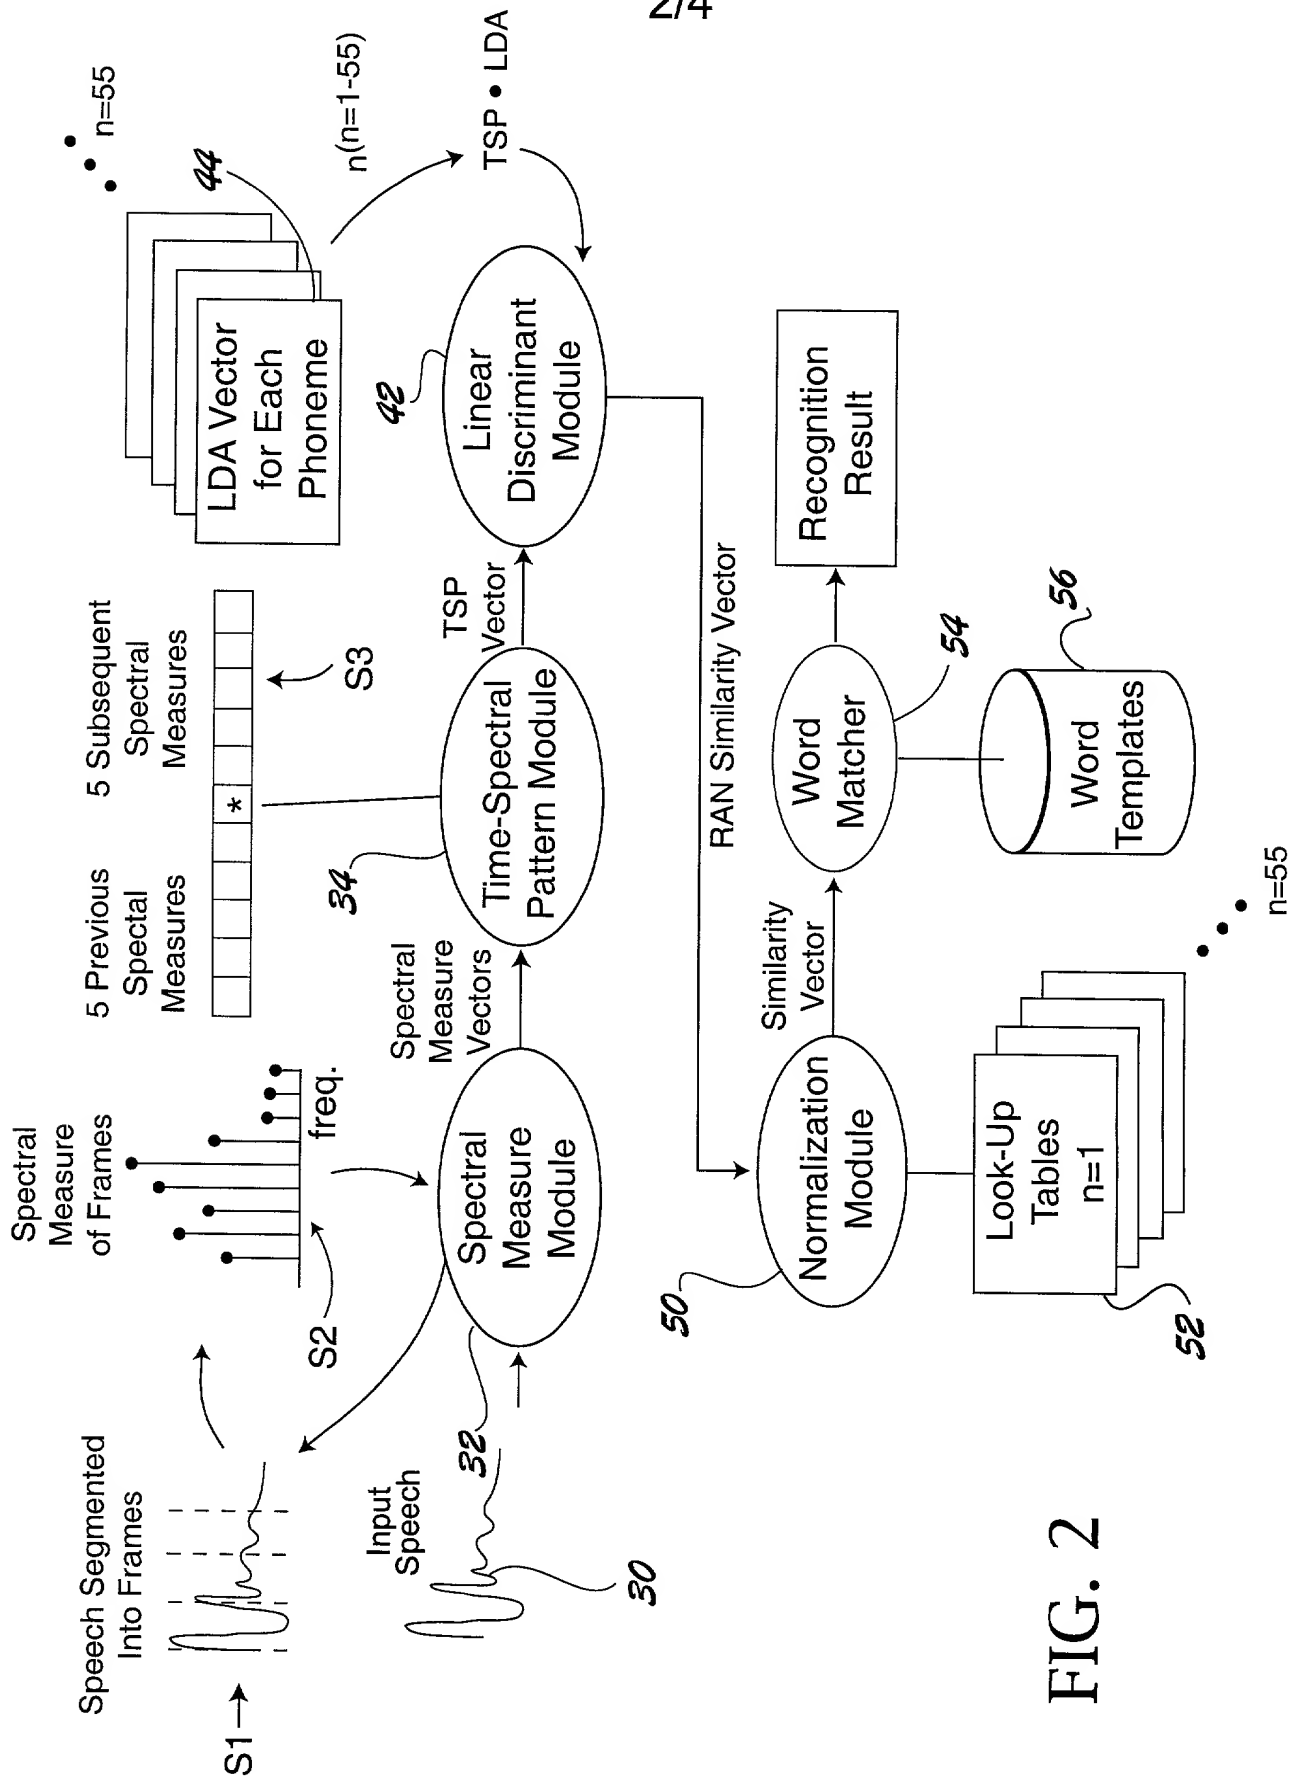 2/4
Speech Segmented
Into Frames
S1
Spectral
Measure
of Frames
freq.
S2
5 Previous
Spectal
Measures
5 Subsequent
Spectral
Measures
*
S3
LDA Vector
for Each
Phoneme
44
n=55
n(n=1-55)
TSP • LDA
Input
Speech
30
32
Spectral
Measure
Module
Spectral
Measure
Vectors
34
Time-Spectral
Pattern Module
TSP
Vector
42
Linear
Discriminant
Module
RAN Similarity Vector
50
Normalization
Module
Similarity
Vector
Word
Matcher
54
Recognition
Result
Look-Up
Tables
n=1
52
n=55
Word
Templates
56
FIG. 2